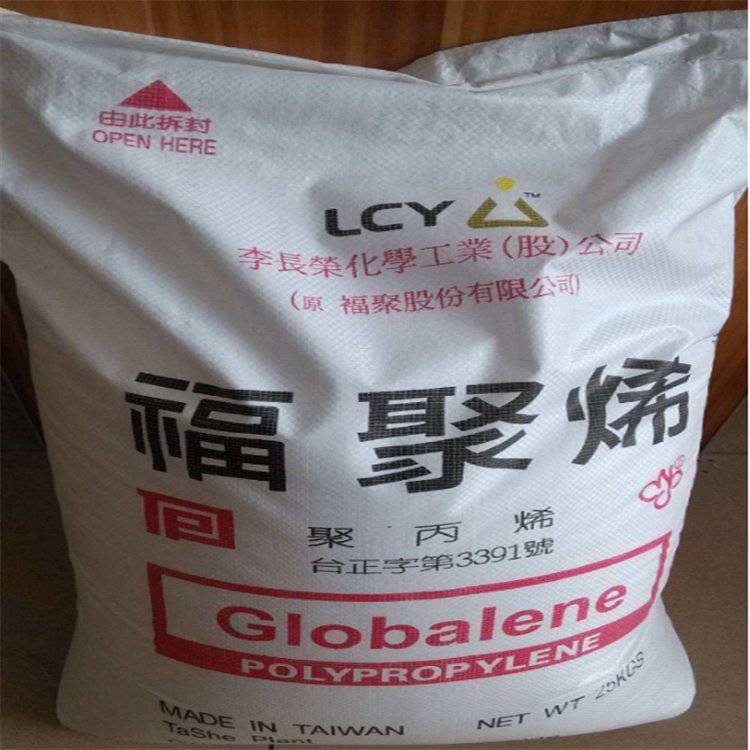 由此拆封
OPEN HERE
LCY TM
李長榮化學工業(股)公司
(原 福聚股份有限公司)
福聚烯
聚丙烯
台正字第3391號
Globalene
POLYPROPYLENE
MADE IN TAIWAN NET WT 25KGS
TaShe Plant